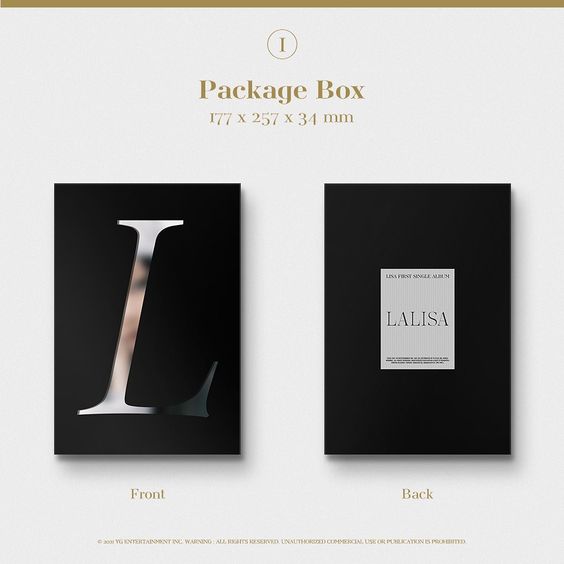 1
Package Box
177 x 257 x 34 mm
L
LISA FIRST SINGLE ALBUM
LALISA
Front
Back
© 2021 YG ENTERTAINMENT INC. WARNING : ALL RIGHTS RESERVED. UNAUTHORIZED COMMERCIAL USE OR PUBLICATION IS PROHIBITED.